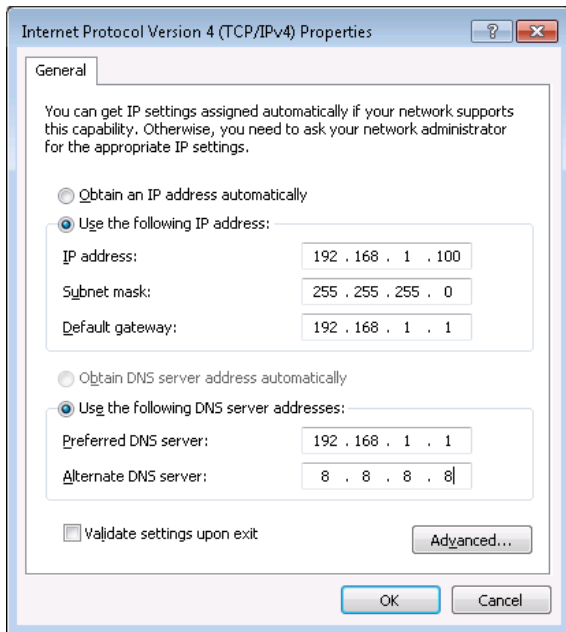 Internet Protocol Version 4 (TCP/IPv4) Properties
General
You can get IP settings assigned automatically if your network supports
this capability. Otherwise, you need to ask your network administrator
for the appropriate IP settings.
Obtain an IP address automatically
Use the following IP address:
IP address: 192 . 168 . 1 . 100
Subnet mask: 255 . 255 . 255 . 0
Default gateway: 192 . 168 . 1 . 1
Obtain DNS server address automatically
Use the following DNS server addresses:
Preferred DNS server: 192 . 168 . 1 . 1
Alternate DNS server: 8 . 8 . 8 . 8
Validate settings upon exit
Advanced...
OK Cancel